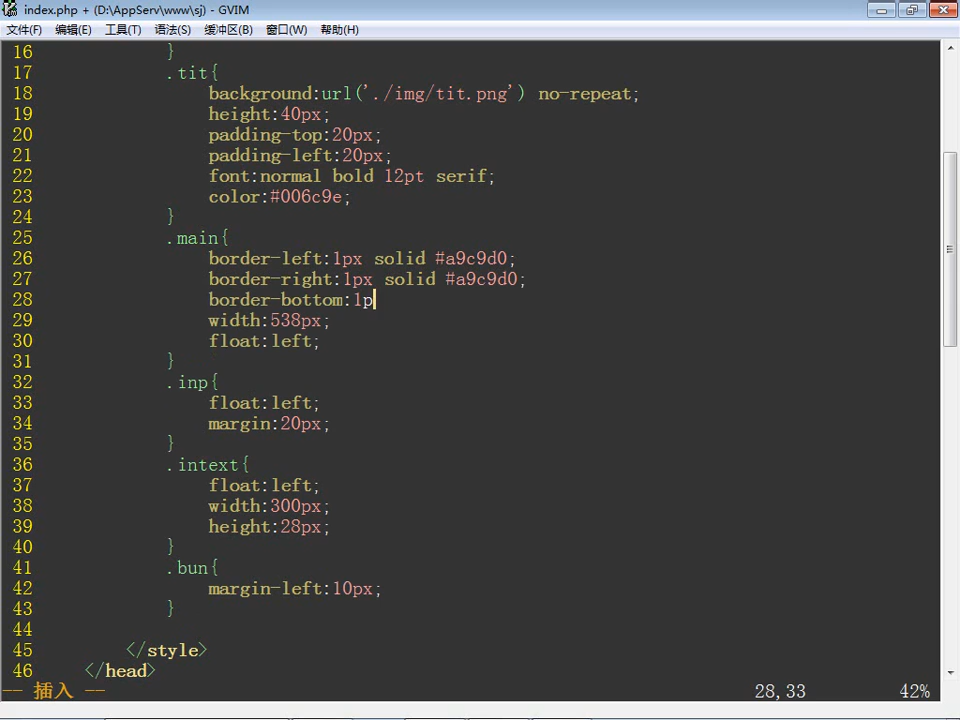 index.php + (D:\AppServ\www\sj) - GVIM
文件(F) 编辑(E) 工具(T) 语法(S) 缓冲区(B) 窗口(W) 帮助(H)
16 }
17 .tit{
18 background:url('./img/tit.png') no-repeat;
19 height:40px;
20 padding-top:20px;
21 padding-left:20px;
22 font:normal bold 12pt serif;
23 color:#006c9e;
24 }
25 .main{
26 border-left:1px solid #a9c9d0;
27 border-right:1px solid #a9c9d0;
28 border-bottom:1p
29 width:538px;
30 float:left;
31 }
32 .inp{
33 float:left;
34 margin:20px;
35 }
36 .intext{
37 float:left;
38 width:300px;
39 height:28px;
40 }
41 .bun{
42 margin-left:10px;
43 }
44
45 </style>
46 </head>
-- 插入 -- 28,33 42%